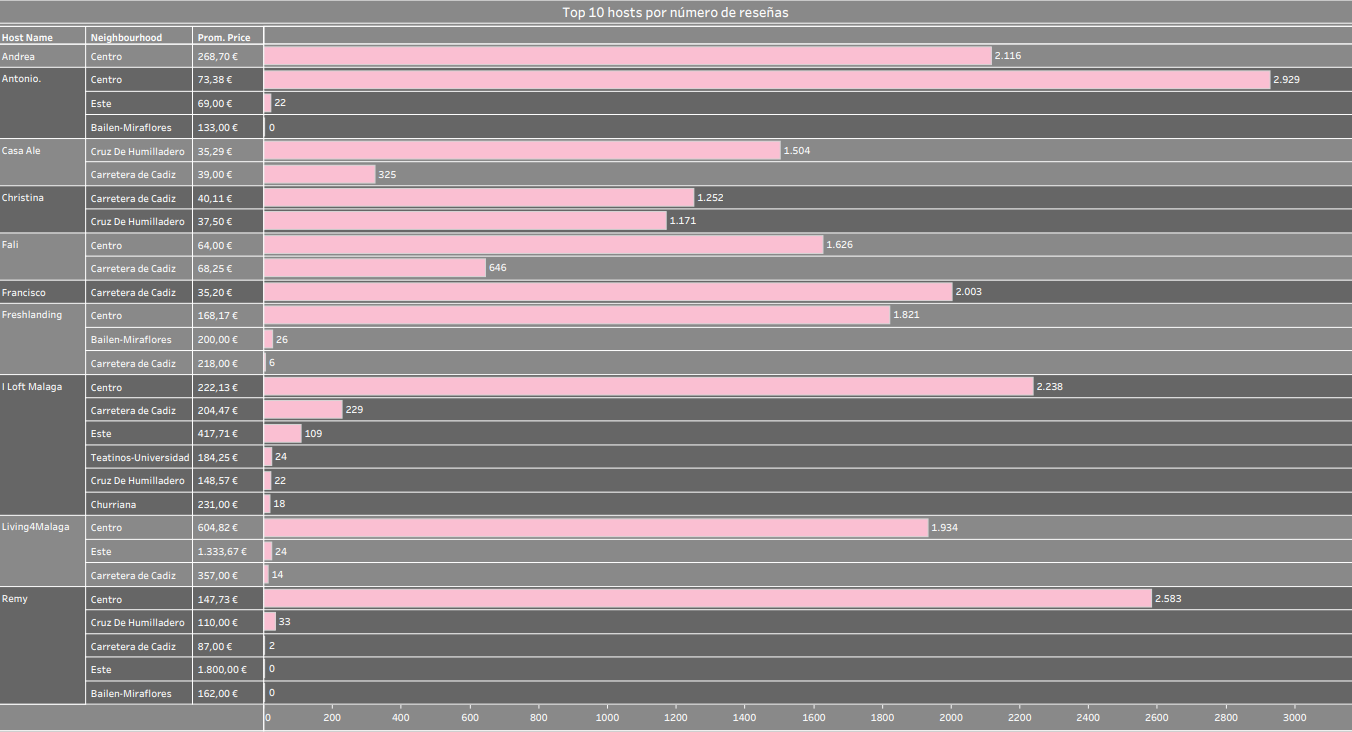 Top 10 hosts por número de reseñas
Host Name Neighbourhood Prom. Price
Andrea Centro 268,70 € 2.116
Antonio. Centro 73,38 € 2.929
Este 69,00 € 22
Bailen-Miraflores 133,00 € 0
Casa Ale Cruz De Humilladero 35,29 € 1.504
Carretera de Cadiz 39,00 € 325
Christina Carretera de Cadiz 40,11 € 1.252
Cruz De Humilladero 37,50 € 1.171
Fali Centro 64,00 € 1.626
Carretera de Cadiz 68,25 € 646
Francisco Carretera de Cadiz 35,20 € 2.003
Freshlanding Centro 168,17 € 1.821
Bailen-Miraflores 200,00 € 26
Carretera de Cadiz 218,00 € 6
I Loft Malaga Centro 222,13 € 2.238
Carretera de Cadiz 204,47 € 229
Este 417,71 € 109
Teatinos-Universidad 184,25 € 24
Cruz De Humilladero 148,57 € 22
Churriana 231,00 € 18
Living4Malaga Centro 604,82 € 1.934
Este 1.333,67 € 24
Carretera de Cadiz 357,00 € 14
Remy Centro 147,73 € 2.583
Cruz De Humilladero 110,00 € 33
Carretera de Cadiz 87,00 € 2
Este 1.800,00 € 0
Bailen-Miraflores 162,00 € 0
0 200 400 600 800 1000 1200 1400 1600 1800 2000 2200 2400 2600 2800 3000